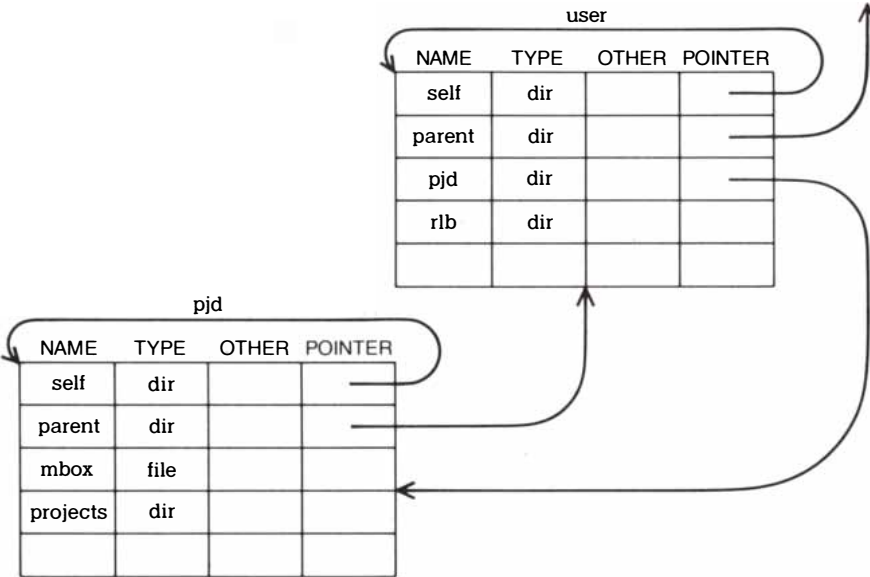 user
NAME TYPE OTHER POINTER
self dir
parent dir
pjd dir
rlb dir
pjd
NAME TYPE OTHER POINTER
self dir
parent dir
mbox file
projects dir